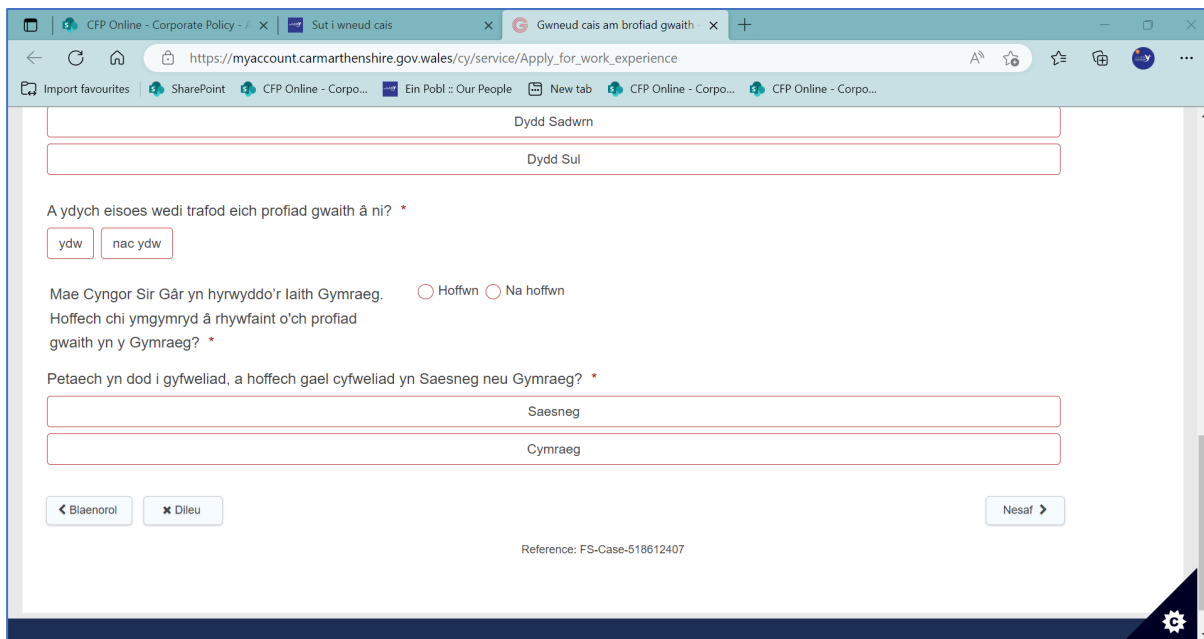 CFP Online - Corporate Policy - A
Sut i wneud cais
Gwneud cais am brofiad gwaith -
https://myaccount.carmarthenshire.gov.wales/cy/service/Apply_for_work_experience
Import favourites SharePoint CFP Online - Corpo... Ein Pobl :: Our People New tab CFP Online - Corpo... CFP Online - Corpo...
Dydd Sadwrn
Dydd Sul
A ydych eisoes wedi trafod eich profiad gwaith â ni? *
ydw nac ydw
Mae Cyngor Sir Gâr yn hyrwyddo'r Iaith Gymraeg. Hoffwn Na hoffwn
Hoffech chi ymgymryd â rhywfaint o'ch profiad
gwaith yn y Gymraeg? *
Petaech yn dod i gyfweliad, a hoffech gael cyfweliad yn Saesneg neu Gymraeg? *
Saesneg
Cymraeg
Blaenorol Dileu Nesaf
Reference: FS-Case-518612407